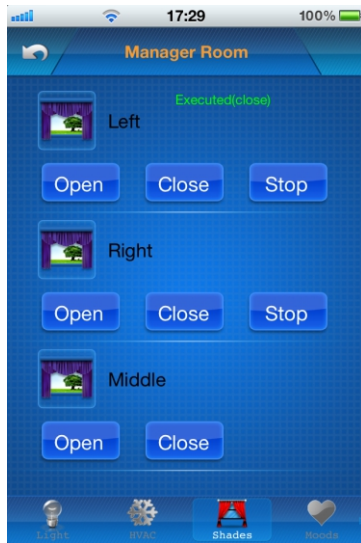 17:29
100%
Manager Room
Executed(close)
Left
Open Close Stop
Right
Open Close Stop
Middle
Open Close
Light HVAC Shades Moods